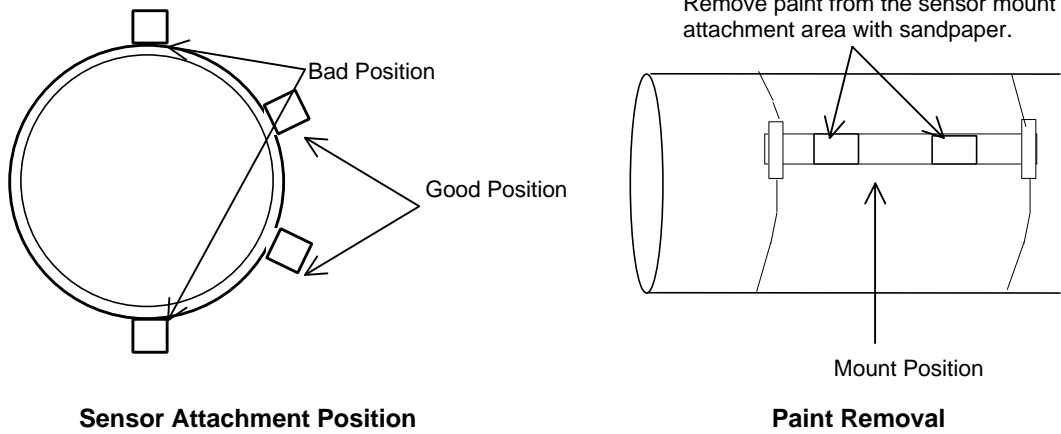 Remove paint from the sensor mount
attachment area with sandpaper.
Bad Position
Good Position
Mount Position
Sensor Attachment Position
Paint Removal